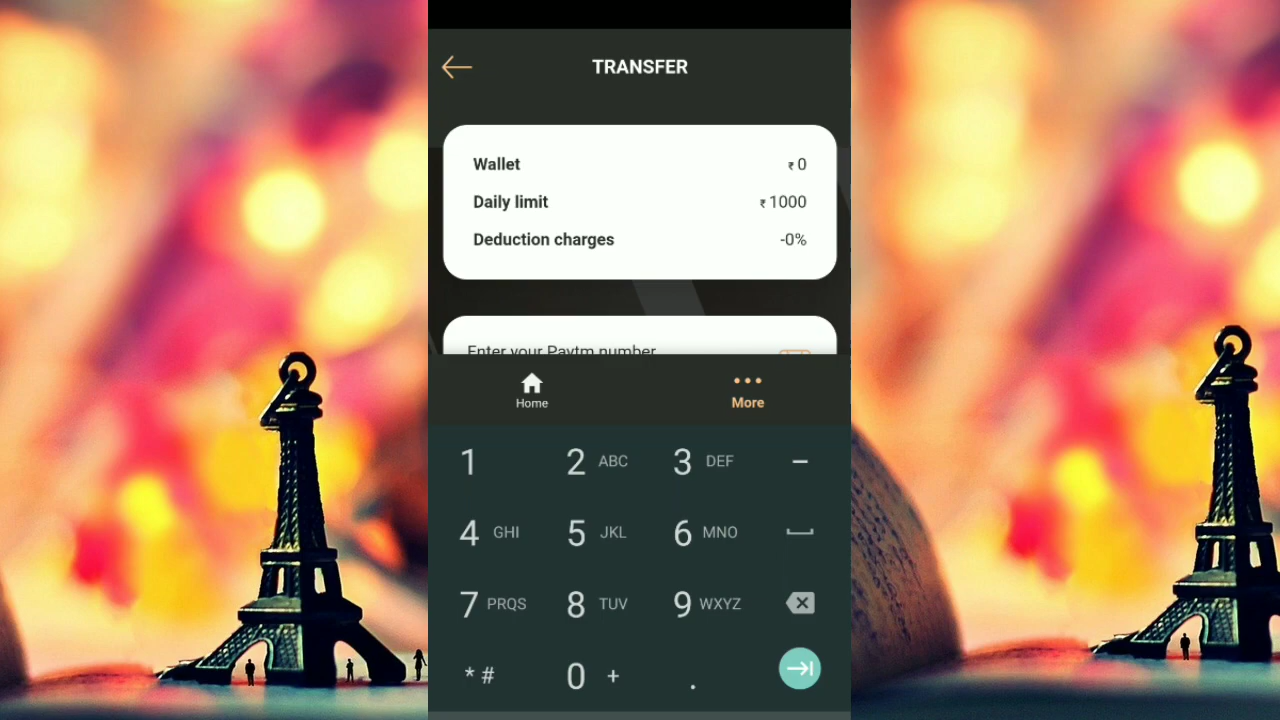 TRANSFER
Wallet ₹ 0
Daily limit ₹ 1000
Deduction charges -0%
Enter your Paytm number
Home More
1 2 ABC 3 DEF -
4 GHI 5 JKL 6 MNO
7 PRQS 8 TUV 9 WXYZ
* # 0 + .